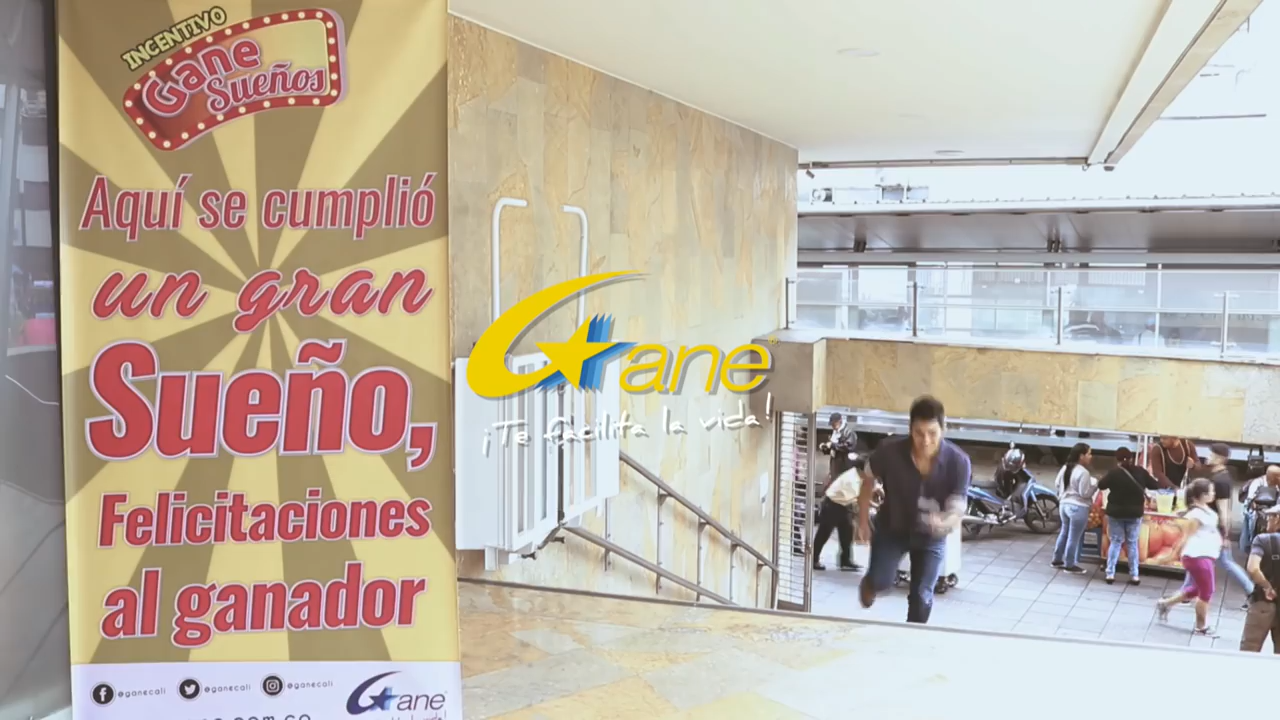 INCENTIVO
Gane
Sueños
Aquí se cumplió
un gran
Sueño,
Felicitaciones
al ganador
@ganecali @ganecali @ganecali
Gane
Gane
¡Te facilita la vida!